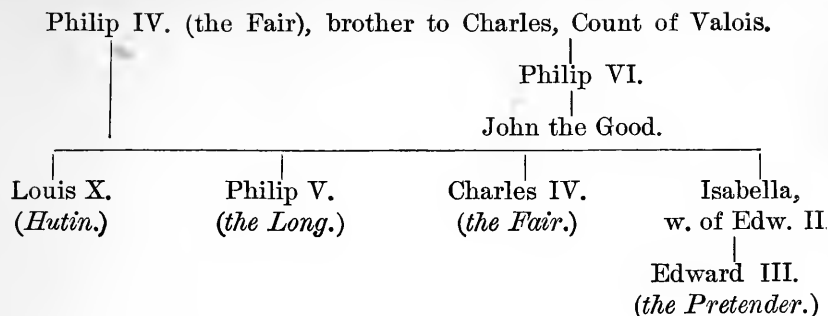 Philip IV. (the Fair), brother to Charles, Count of Valois.
Philip VI.
John the Good.
Louis X. Philip V. Charles IV. Isabella,
(Hutin.) (the Long.) (the Fair.) w. of Edw. II.
Edward III.
(the Pretender.)